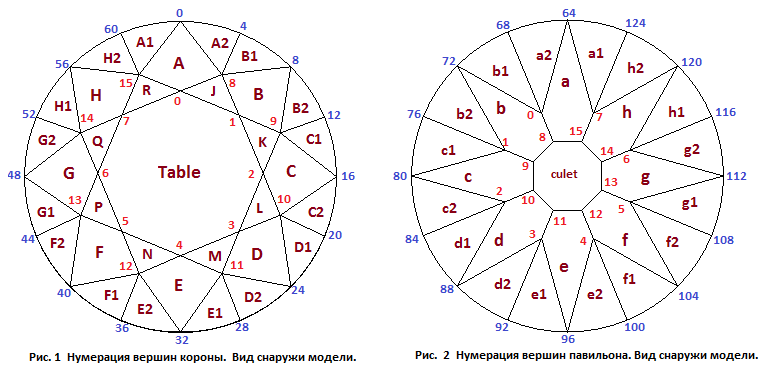 0
60
4
A1
A2
H2
B1
56
8
A
15
8
R
J
H
B
0
H1
B2
14
7
1
9
52
12
G2
Q
K
C1
48
G
6
Table
2
C
16
13
P
L
10
G1
C2
44
5
3
20
F2
4
D1
F
N
M
D
12
11
40
24
F1
E
D2
E2
E1
36
28
32
Рис. 1 Нумерация вершин короны. Вид снаружи модели.
64
68
124
a2
a1
72
b1
h2
120
a
b2
b
h
h1
76
0
7
116
8
15
c1
1
14
6
g2
9
80
c
culet
g
112
2
10
13
c2
5
g1
11
12
84
3
4
108
d1
d
f
f2
88
e
104
d2
f1
e1
e2
92
100
96
Рис. 2 Нумерация вершин павильона. Вид снаружи модели.